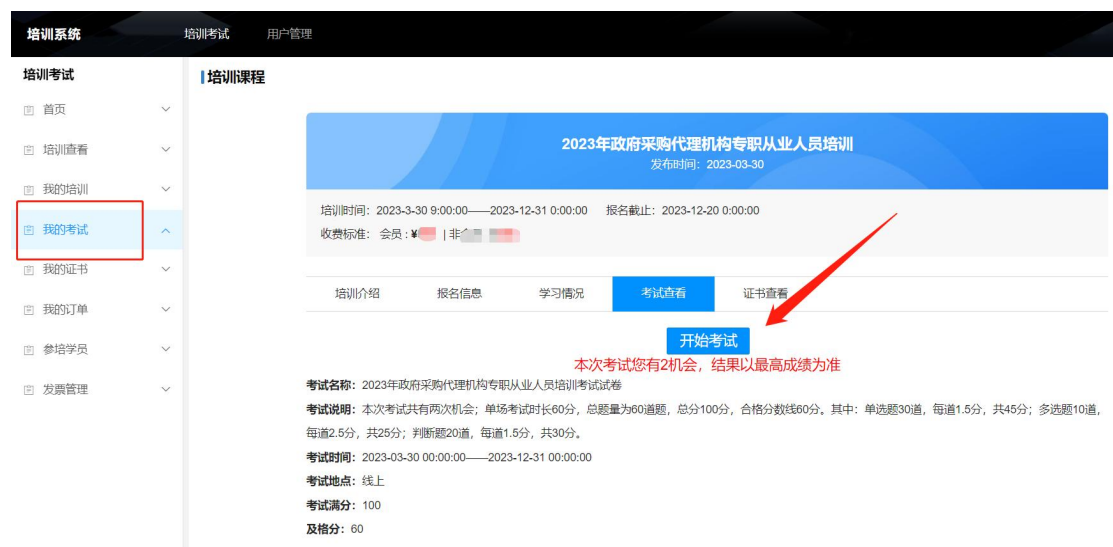 培训系统 培训考试 用户管理
培训考试
首页
培训查看
我的培训
我的考试
我的证书
我的订单
参培学员
发票管理
培训课程
2023年政府采购代理机构专职从业人员培训
发布时间：2023-03-30
培训时间：2023-3-30 9:00:00——2023-12-31 0:00:00 报名截止：2023-12-20 0:00:00
收费标准： 会员 : ¥ | 非
培训介绍 报名信息 学习情况 考试查看 证书查看
开始考试
本次考试您有2机会，结果以最高成绩为准
考试名称：2023年政府采购代理机构专职从业人员培训考试试卷
考试说明：本次考试共有两次机会；单场考试时长60分，总题量为60道题，总分100分，合格分数线60分。其中：单选题30道，每道1.5分，共45分；多选题10道，
每道2.5分，共25分；判断题20道，每道1.5分，共30分。
考试时间：2023-03-30 00:00:00——2023-12-31 00:00:00
考试地点：线上
考试满分：100
及格分：60